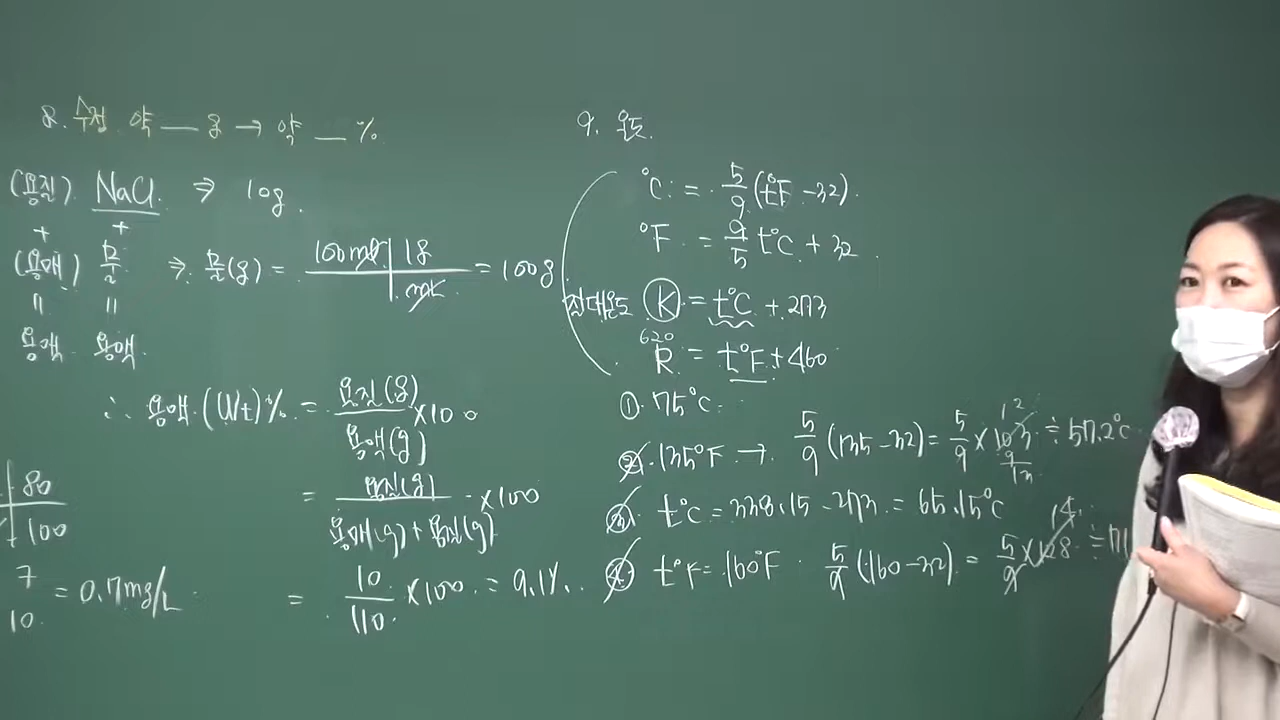 8. 수정 약 __ g → 약 __ %
(용질) NaCl ⇒ 10g.
+ +
(용매) 물 ⇒ 물(g) = 100mL | 1g / mL = 100g
〃 〃
용액 용액.
∴ 용액 (Wt)% = 용질(g) / 용액(g) ×100
= 용질(g) / 용매(g) + 용질(g) ×100
= 10 / 110 ×100 = 9.1%.
80
100
7 / 10 = 0.7mg/L
9. 온도.
°C = 5/9 (t°F - 32).
°F = 9/5 t°C + 32
절대온도 K = t°C + 273
620
R = t°F + 460
① 75°C.
② 135°F → 5/9 (135-32) = 5/9 × 103 ≒ 57.2°C
③ t°C = 338.15 - 273 = 65.15°C
④ t°F = 160°F 5/9 (160-32) = 5/9 × 128 ≒ 71